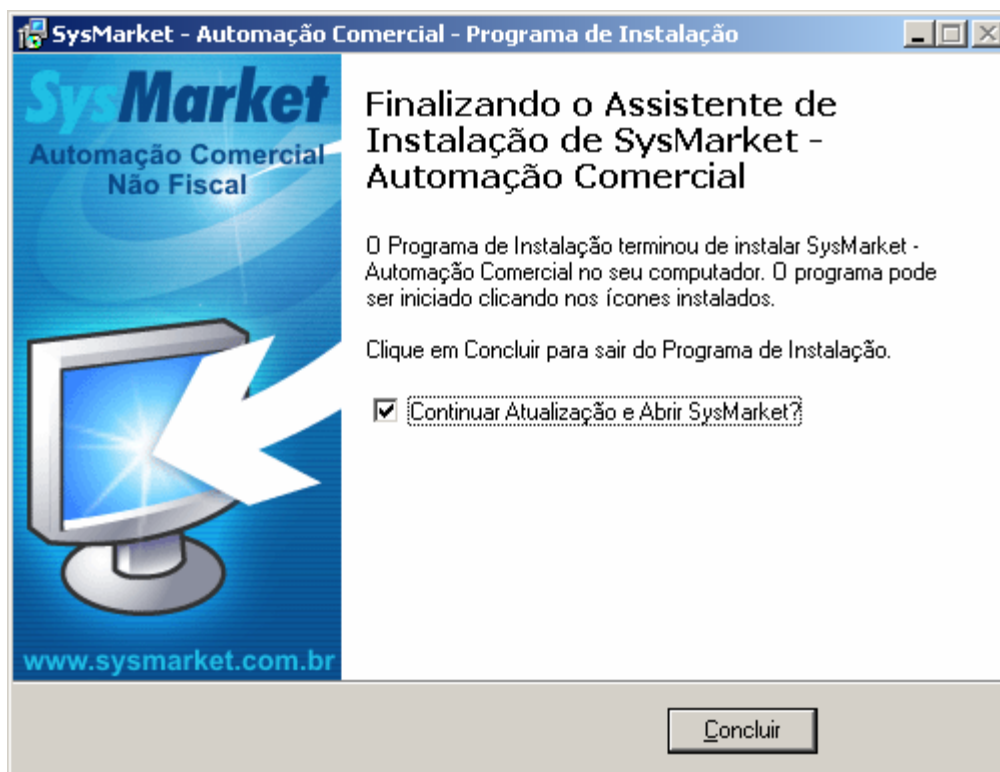 SysMarket - Automação Comercial - Programa de Instalação
SysMarket
Automação Comercial
Não Fiscal
Finalizando o Assistente de
Instalação de SysMarket -
Automação Comercial
O Programa de Instalação terminou de instalar SysMarket -
Automação Comercial no seu computador. O programa pode
ser iniciado clicando nos ícones instalados.
Clique em Concluir para sair do Programa de Instalação.
Continuar Atualização e Abrir SysMarket?
www.sysmarket.com.br
Concluir